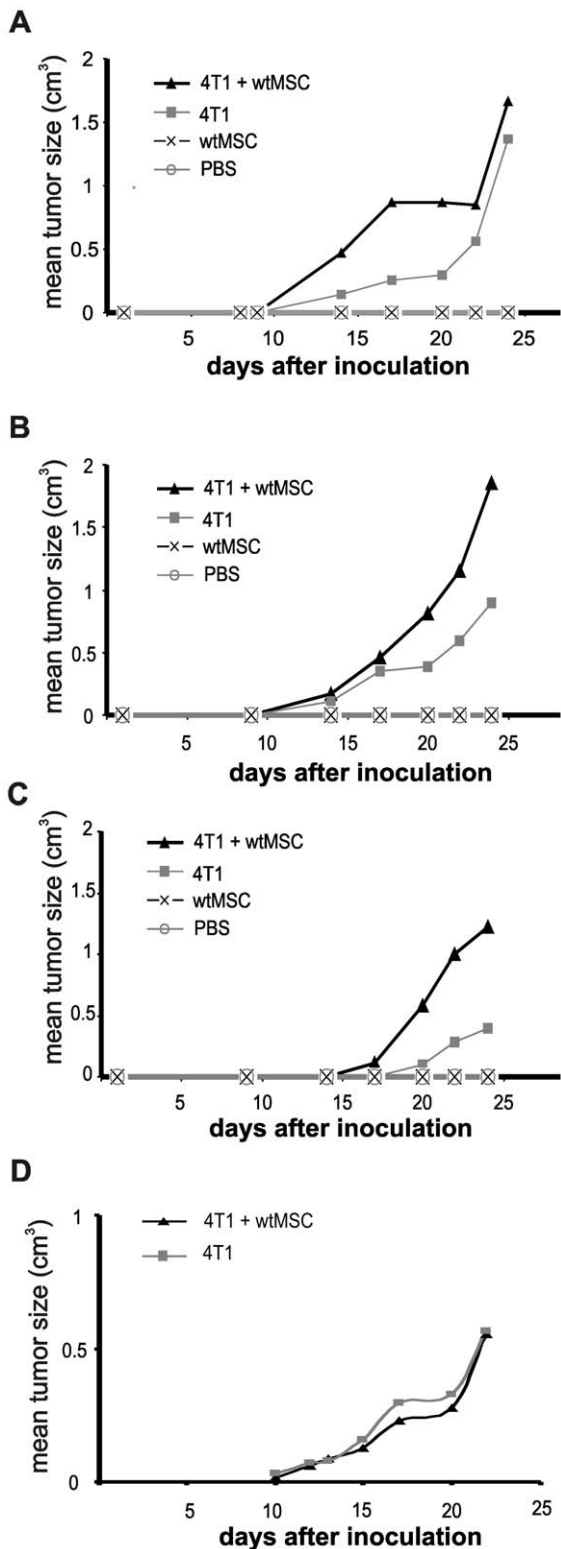 A
mean tumor size (cm³)
2
1.5
1
0.5
0
4T1 + wtMSC
4T1
wtMSC
PBS
5 10 15 20 25
days after inoculation
B
mean tumor size (cm³)
2
1.5
1
0.5
0
4T1 + wtMSC
4T1
wtMSC
PBS
5 10 15 20 25
days after inoculation
C
mean tumor size (cm³)
2
1.5
1
0.5
0
4T1 + wtMSC
4T1
wtMSC
PBS
5 10 15 20 25
days after inoculation
D
mean tumor size (cm³)
1
0.5
0
4T1 + wtMSC
4T1
5 10 15 20 25
days after inoculation